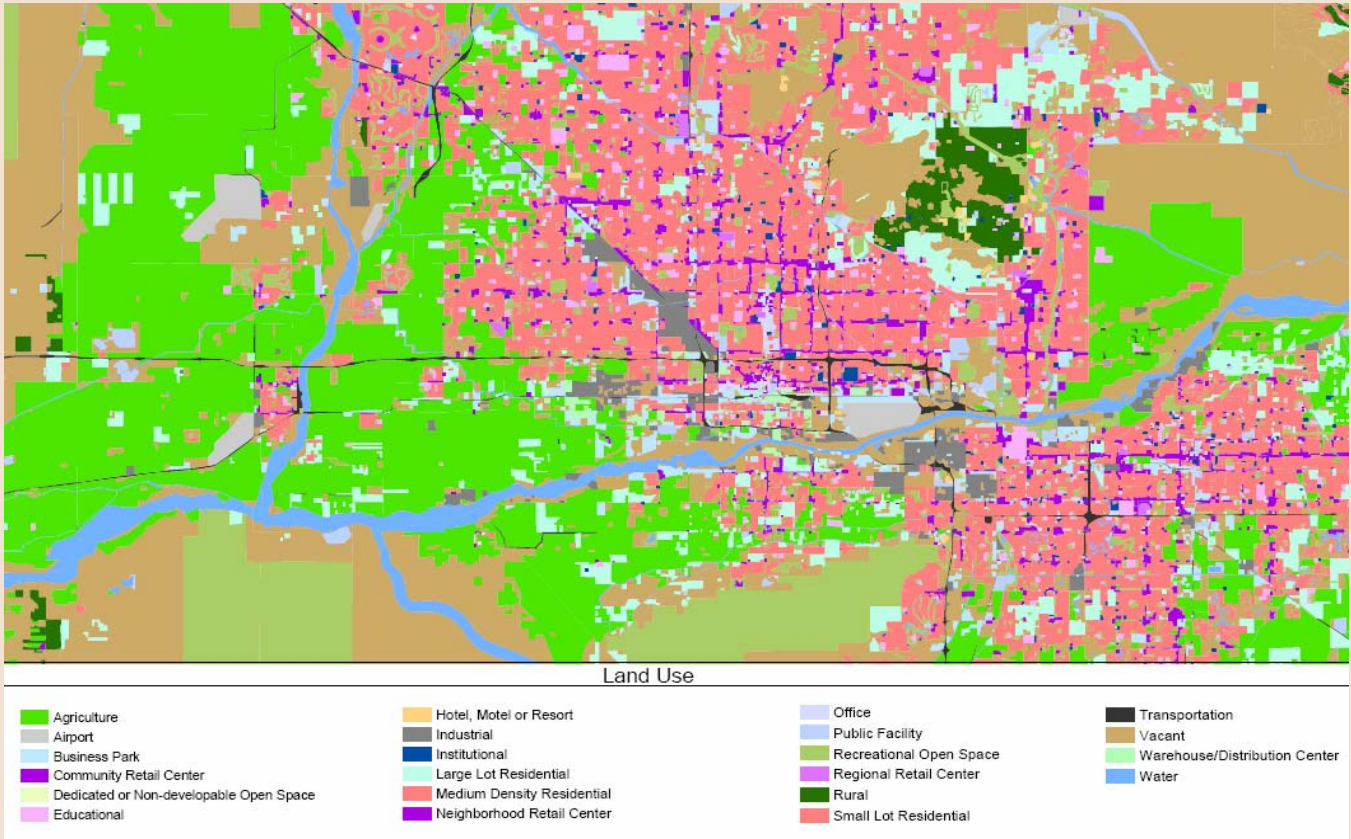 Land Use
Agriculture
Airport
Business Park
Community Retail Center
Dedicated or Non-developable Open Space
Educational
Hotel, Motel or Resort
Industrial
Institutional
Large Lot Residential
Medium Density Residential
Neighborhood Retail Center
Office
Public Facility
Recreational Open Space
Regional Retail Center
Rural
Small Lot Residential
Transportation
Vacant
Warehouse/Distribution Center
Water